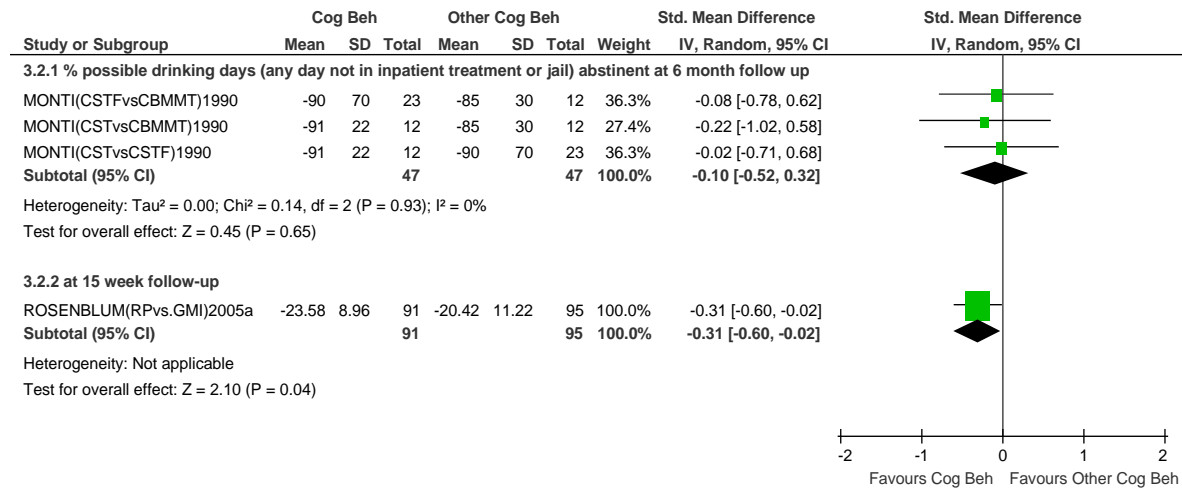 Cog Beh Other Cog Beh Std. Mean Difference Std. Mean Difference
Study or Subgroup Mean SD Total Mean SD Total Weight IV, Random, 95% CI IV, Random, 95% CI
3.2.1 % possible drinking days (any day not in inpatient treatment or jail) abstinent at 6 month follow up
MONTI(CSTFvsCBMMT)1990 -90 70 23 -85 30 12 36.3% -0.08 [-0.78, 0.62]
MONTI(CSTvsCBMMT)1990 -91 22 12 -85 30 12 27.4% -0.22 [-1.02, 0.58]
MONTI(CSTvsCSTF)1990 -91 22 12 -90 70 23 36.3% -0.02 [-0.71, 0.68]
Subtotal (95% CI) 47 47 100.0% -0.10 [-0.52, 0.32]
Heterogeneity: Tau² = 0.00; Chi² = 0.14, df = 2 (P = 0.93); I² = 0%
Test for overall effect: Z = 0.45 (P = 0.65)
3.2.2 at 15 week follow-up
ROSENBLUM(RPvs.GMI)2005a -23.58 8.96 91 -20.42 11.22 95 100.0% -0.31 [-0.60, -0.02]
Subtotal (95% CI) 91 95 100.0% -0.31 [-0.60, -0.02]
Heterogeneity: Not applicable
Test for overall effect: Z = 2.10 (P = 0.04)
-2 -1 0 1 2
Favours Cog Beh Favours Other Cog Beh